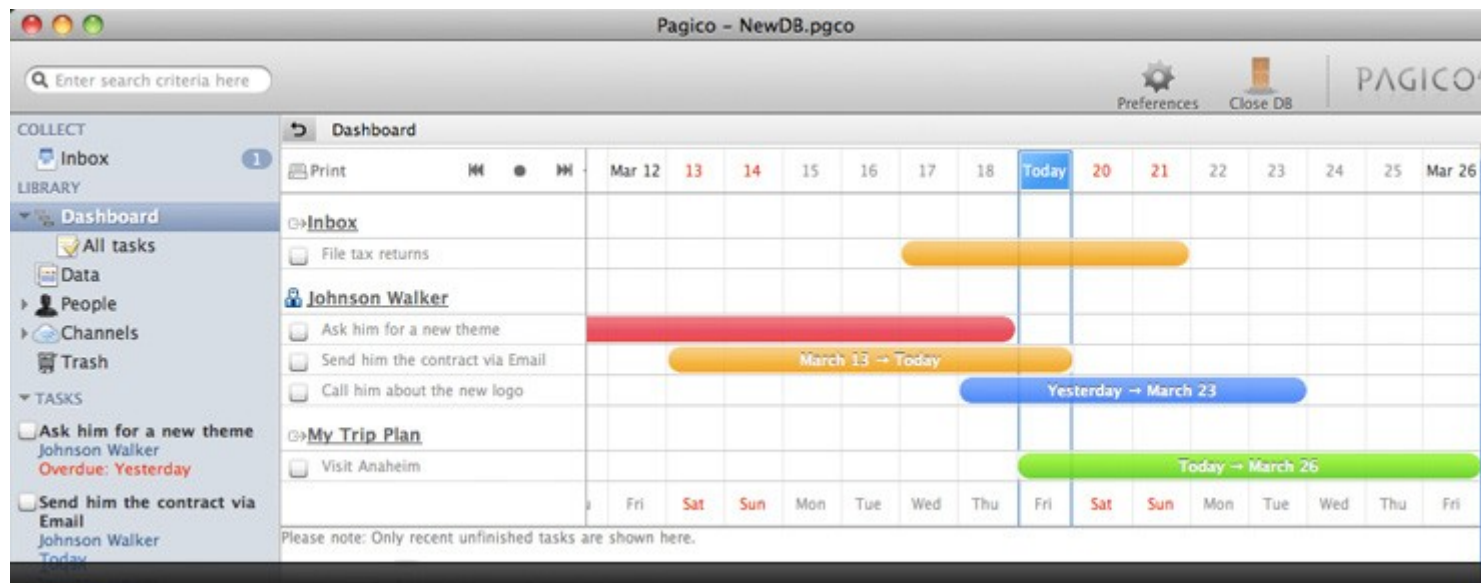 Pagico – NewDB.pgco
Enter search criteria here
Preferences
Close DB
PAGICO
COLLECT
Inbox 1
LIBRARY
Dashboard
All tasks
Data
People
Channels
Trash
TASKS
Ask him for a new theme
Johnson Walker
Overdue: Yesterday
Send him the contract via
Email
Johnson Walker
Today
Dashboard
Print Mar 12 13 14 15 16 17 18 Today 20 21 22 23 24 25 Mar 26
Inbox
File tax returns
Johnson Walker
Ask him for a new theme
Send him the contract via Email March 13 → Today
Call him about the new logo Yesterday → March 23
My Trip Plan
Visit Anaheim Today → March 26
Fri Sat Sun Mon Tue Wed Thu Fri Sat Sun Mon Tue Wed Thu Fri
Please note: Only recent unfinished tasks are shown here.